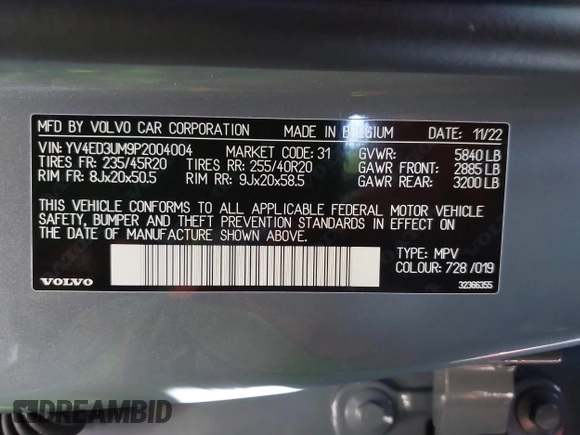 MFD BY VOLVO CAR CORPORATION MADE IN BELGIUM DATE: 11/22
VIN: YV4ED3UM9P2004004 MARKET CODE: 31 GVWR: 5840 LB
TIRES FR: 235/45R20 TIRES RR: 255/40R20 GAWR FRONT: 2885 LB
RIM FR: 8Jx20x50.5 RIM RR: 9Jx20x58.5 GAWR REAR: 3200 LB
THIS VEHICLE CONFORMS TO ALL APPLICABLE FEDERAL MOTOR VEHICLE
SAFETY, BUMPER AND THEFT PREVENTION STANDARDS IN EFFECT ON
THE DATE OF MANUFACTURE SHOWN ABOVE.
TYPE: MPV
COLOUR: 728 /019
VOLVO
32366355
DREAMBID